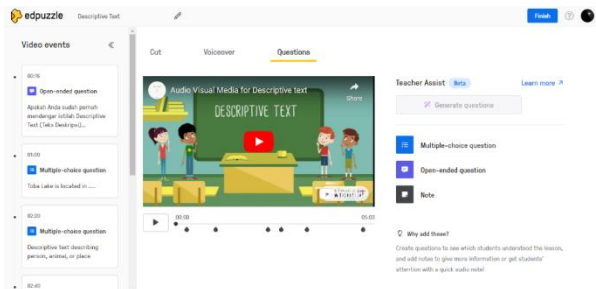 edpuzzle
Descriptive Text
Finish
Video events
Cut
Voiceover
Questions
00:16
Open-ended question
Apakah Anda sudah pernah
mendengar istilah Descriptive
Text (Teks Deskripsi)...
01:00
Multiple-choice question
Toba Lake is located in ....
02:20
Multiple-choice question
Descriptive text describing
person, animal, or place
02:40
Audio Visual Media for Descriptive text
Share
DESCRIPTIVE TEXT
00:00
05:03
Teacher Assist
Beta
Learn more
Generate questions
Multiple-choice question
Open-ended question
Note
Why add these?
Create questions to see which students understood the lesson,
and add notes to give more information or get students'
attention with a quick audio note!